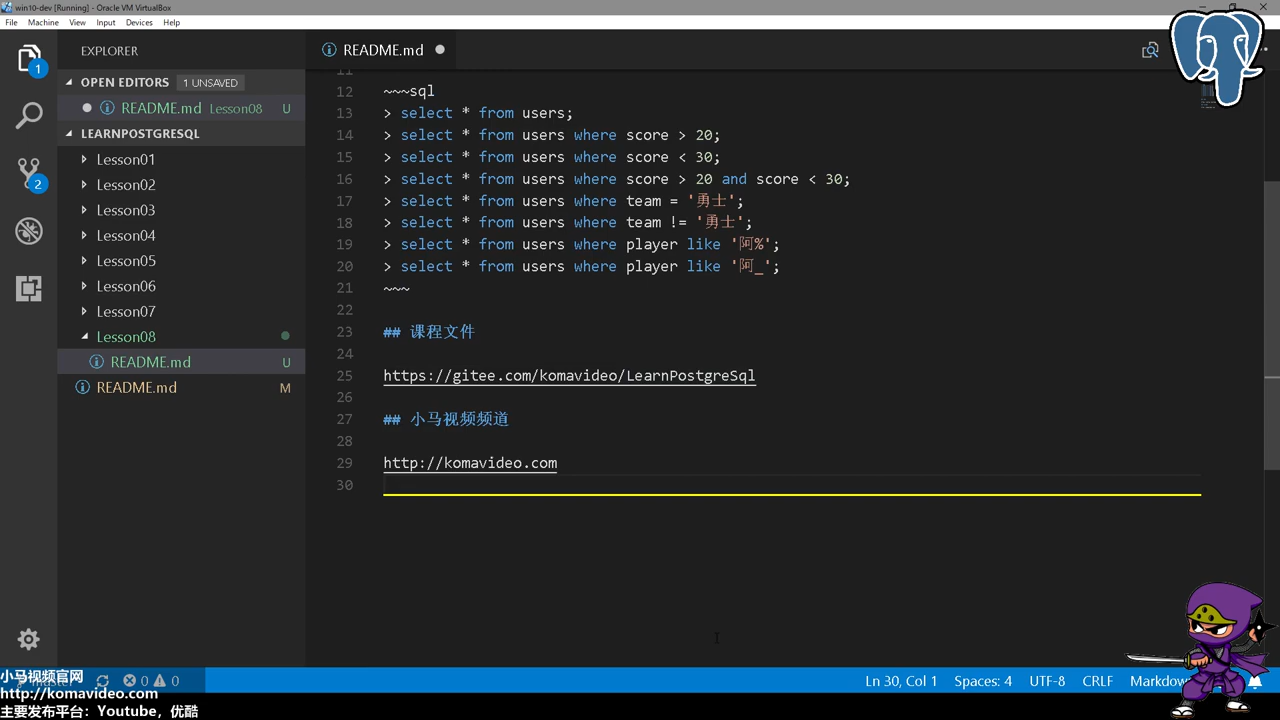 win10-dev [Running] - Oracle VM VirtualBox
File Machine View Input Devices Help
EXPLORER
README.md
OPEN EDITORS 1 UNSAVED
README.md Lesson08 U
LEARNPOSTGRESQL
Lesson01
Lesson02
Lesson03
Lesson04
Lesson05
Lesson06
Lesson07
Lesson08
README.md U
README.md M
1
2
12 ~~~sql
13 > select * from users;
14 > select * from users where score > 20;
15 > select * from users where score < 30;
16 > select * from users where score > 20 and score < 30;
17 > select * from users where team = '勇士';
18 > select * from users where team != '勇士';
19 > select * from users where player like '阿%';
20 > select * from users where player like '阿_';
21 ~~~
22
23 ## 课程文件
24
25 https://gitee.com/komavideo/LearnPostgreSql
26
27 ## 小马视频频道
28
29 http://komavideo.com
30
小马视频官网
http://komavideo.com
主要发布平台：Youtube，优酷
0 0
Ln 30, Col 1 Spaces: 4 UTF-8 CRLF